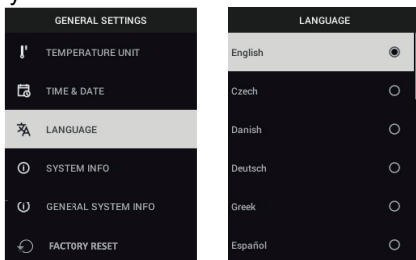 GENERAL SETTINGS
TEMPERATURE UNIT
TIME & DATE
LANGUAGE
SYSTEM INFO
GENERAL SYSTEM INFO
FACTORY RESET
LANGUAGE
English
Czech
Danish
Deutsch
Greek
Español